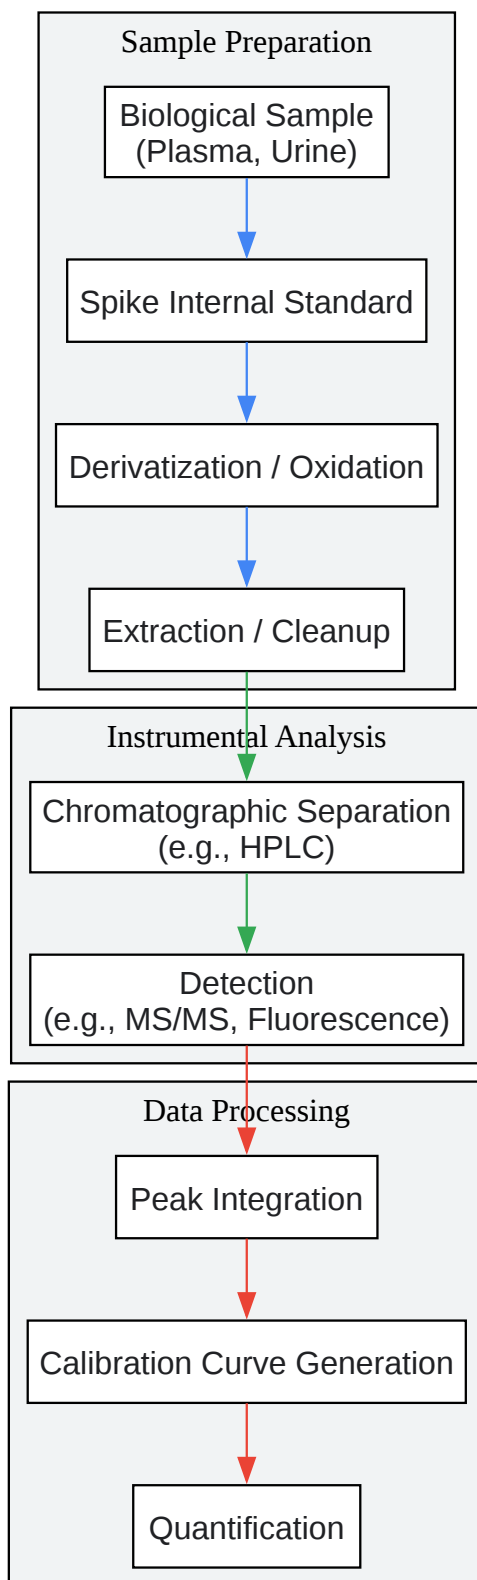 Sample Preparation
Biological Sample
(Plasma, Urine)
Spike Internal Standard
Derivatization / Oxidation
Extraction / Cleanup
Instrumental Analysis
Chromatographic Separation
(e.g., HPLC)
Detection
(e.g., MS/MS, Fluorescence)
Data Processing
Peak Integration
Calibration Curve Generation
Quantification